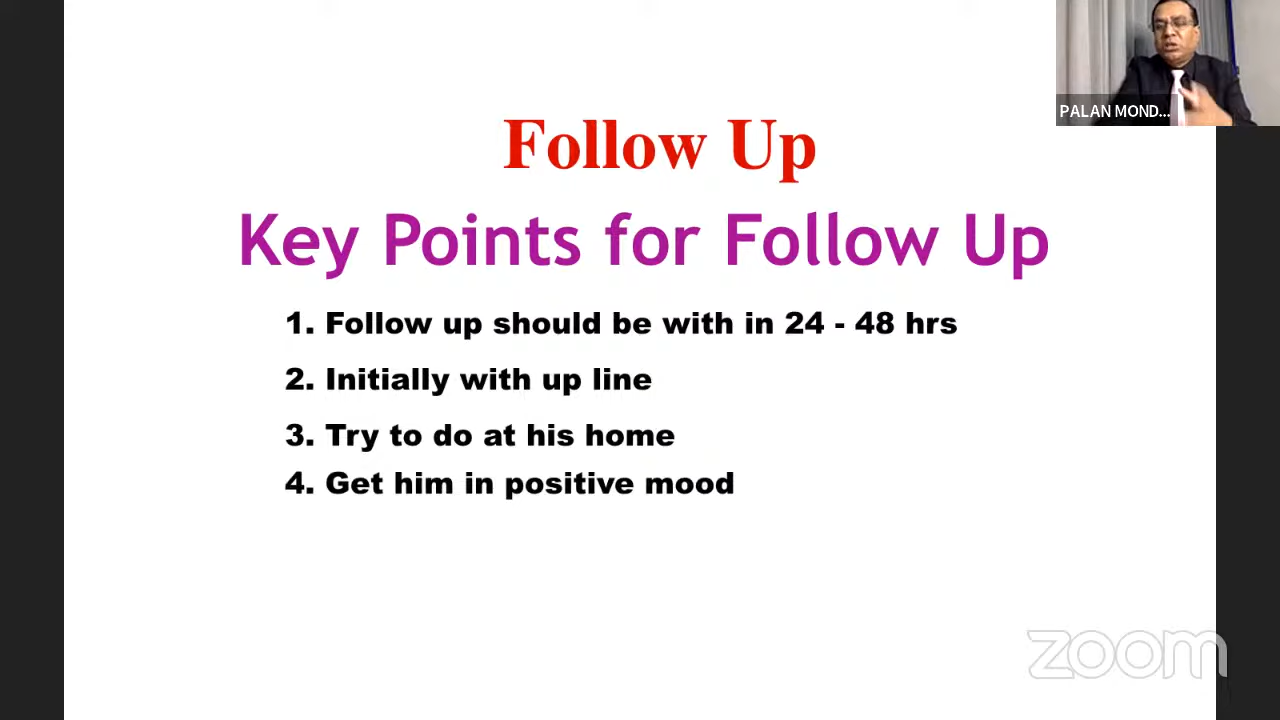 PALAN MOND...
Follow Up
Key Points for Follow Up
1. Follow up should be with in 24 - 48 hrs
2. Initially with up line
3. Try to do at his home
4. Get him in positive mood
zoom